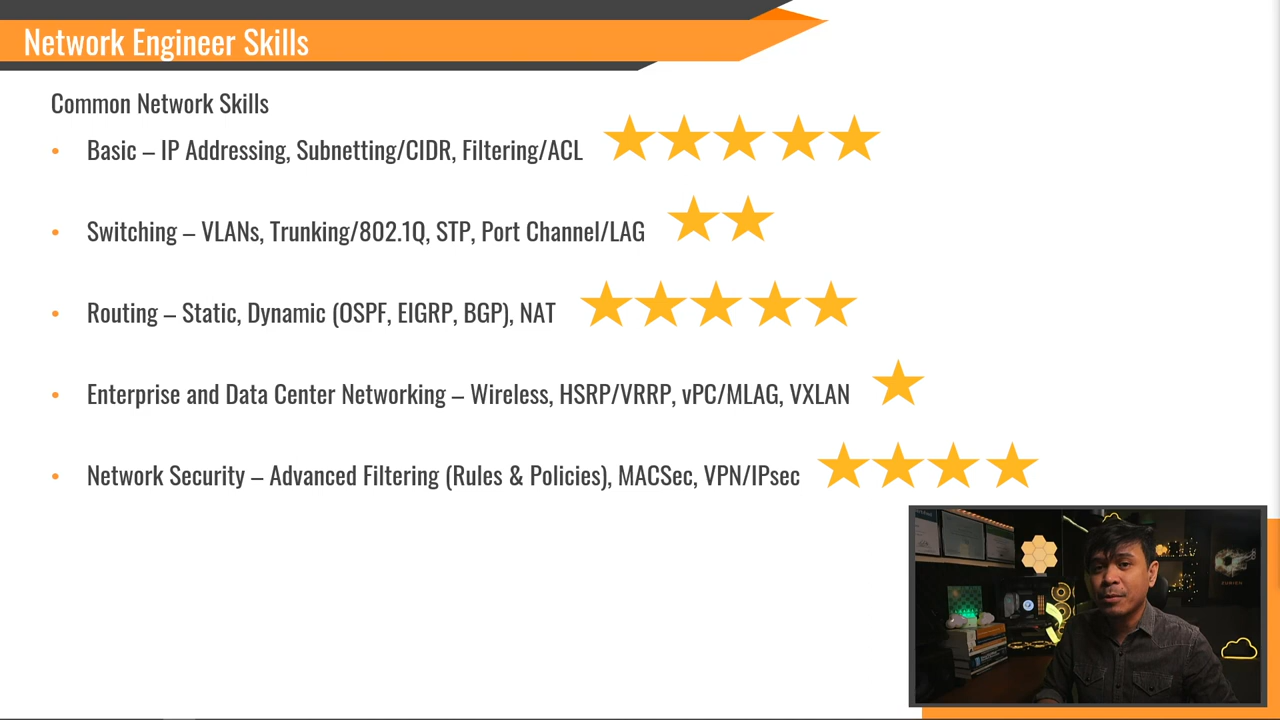 Network Engineer Skills
Common Network Skills
• Basic – IP Addressing, Subnetting/CIDR, Filtering/ACL
• Switching – VLANs, Trunking/802.1Q, STP, Port Channel/LAG
• Routing – Static, Dynamic (OSPF, EIGRP, BGP), NAT
• Enterprise and Data Center Networking – Wireless, HSRP/VRRP, vPC/MLAG, VXLAN
• Network Security – Advanced Filtering (Rules & Policies), MACSec, VPN/IPsec